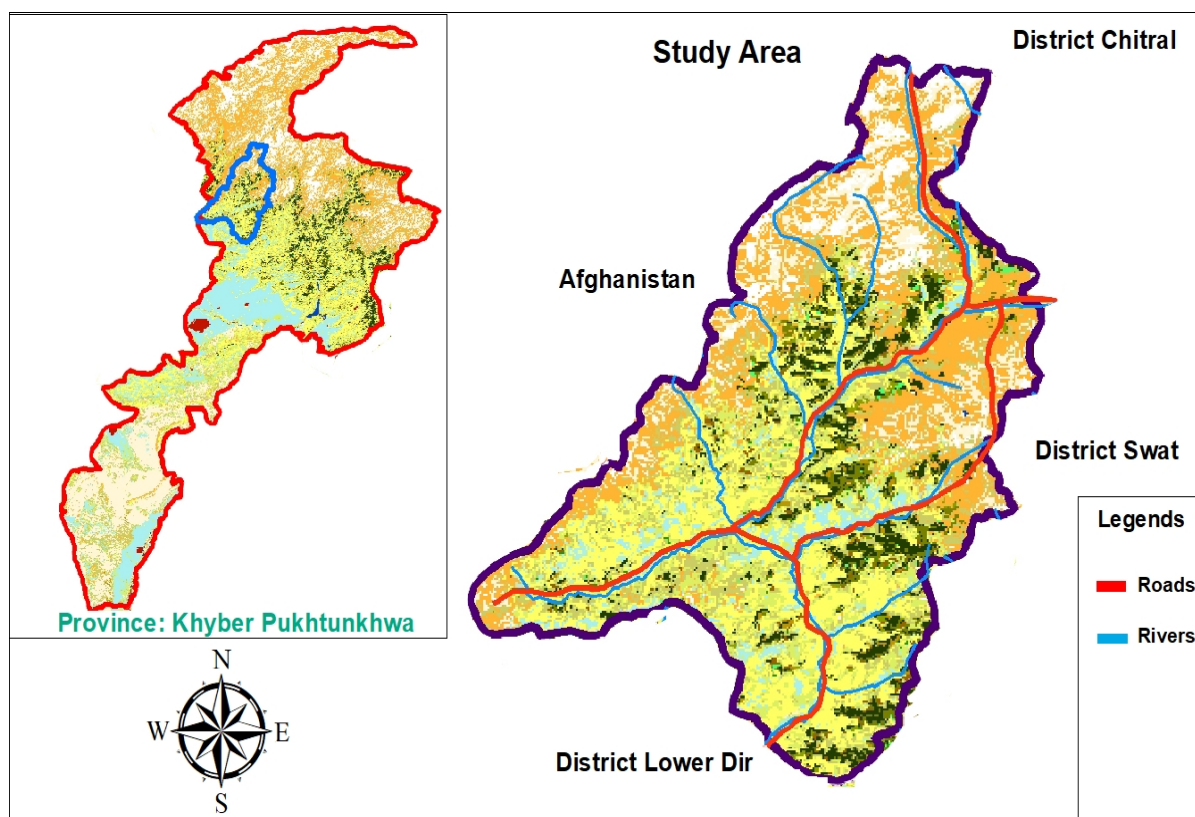 Study Area
District Chitral
Afghanistan
District Swat
District Lower Dir
Province: Khyber Pukhtunkhwa
N
W
E
S
Legends
Roads
Rivers